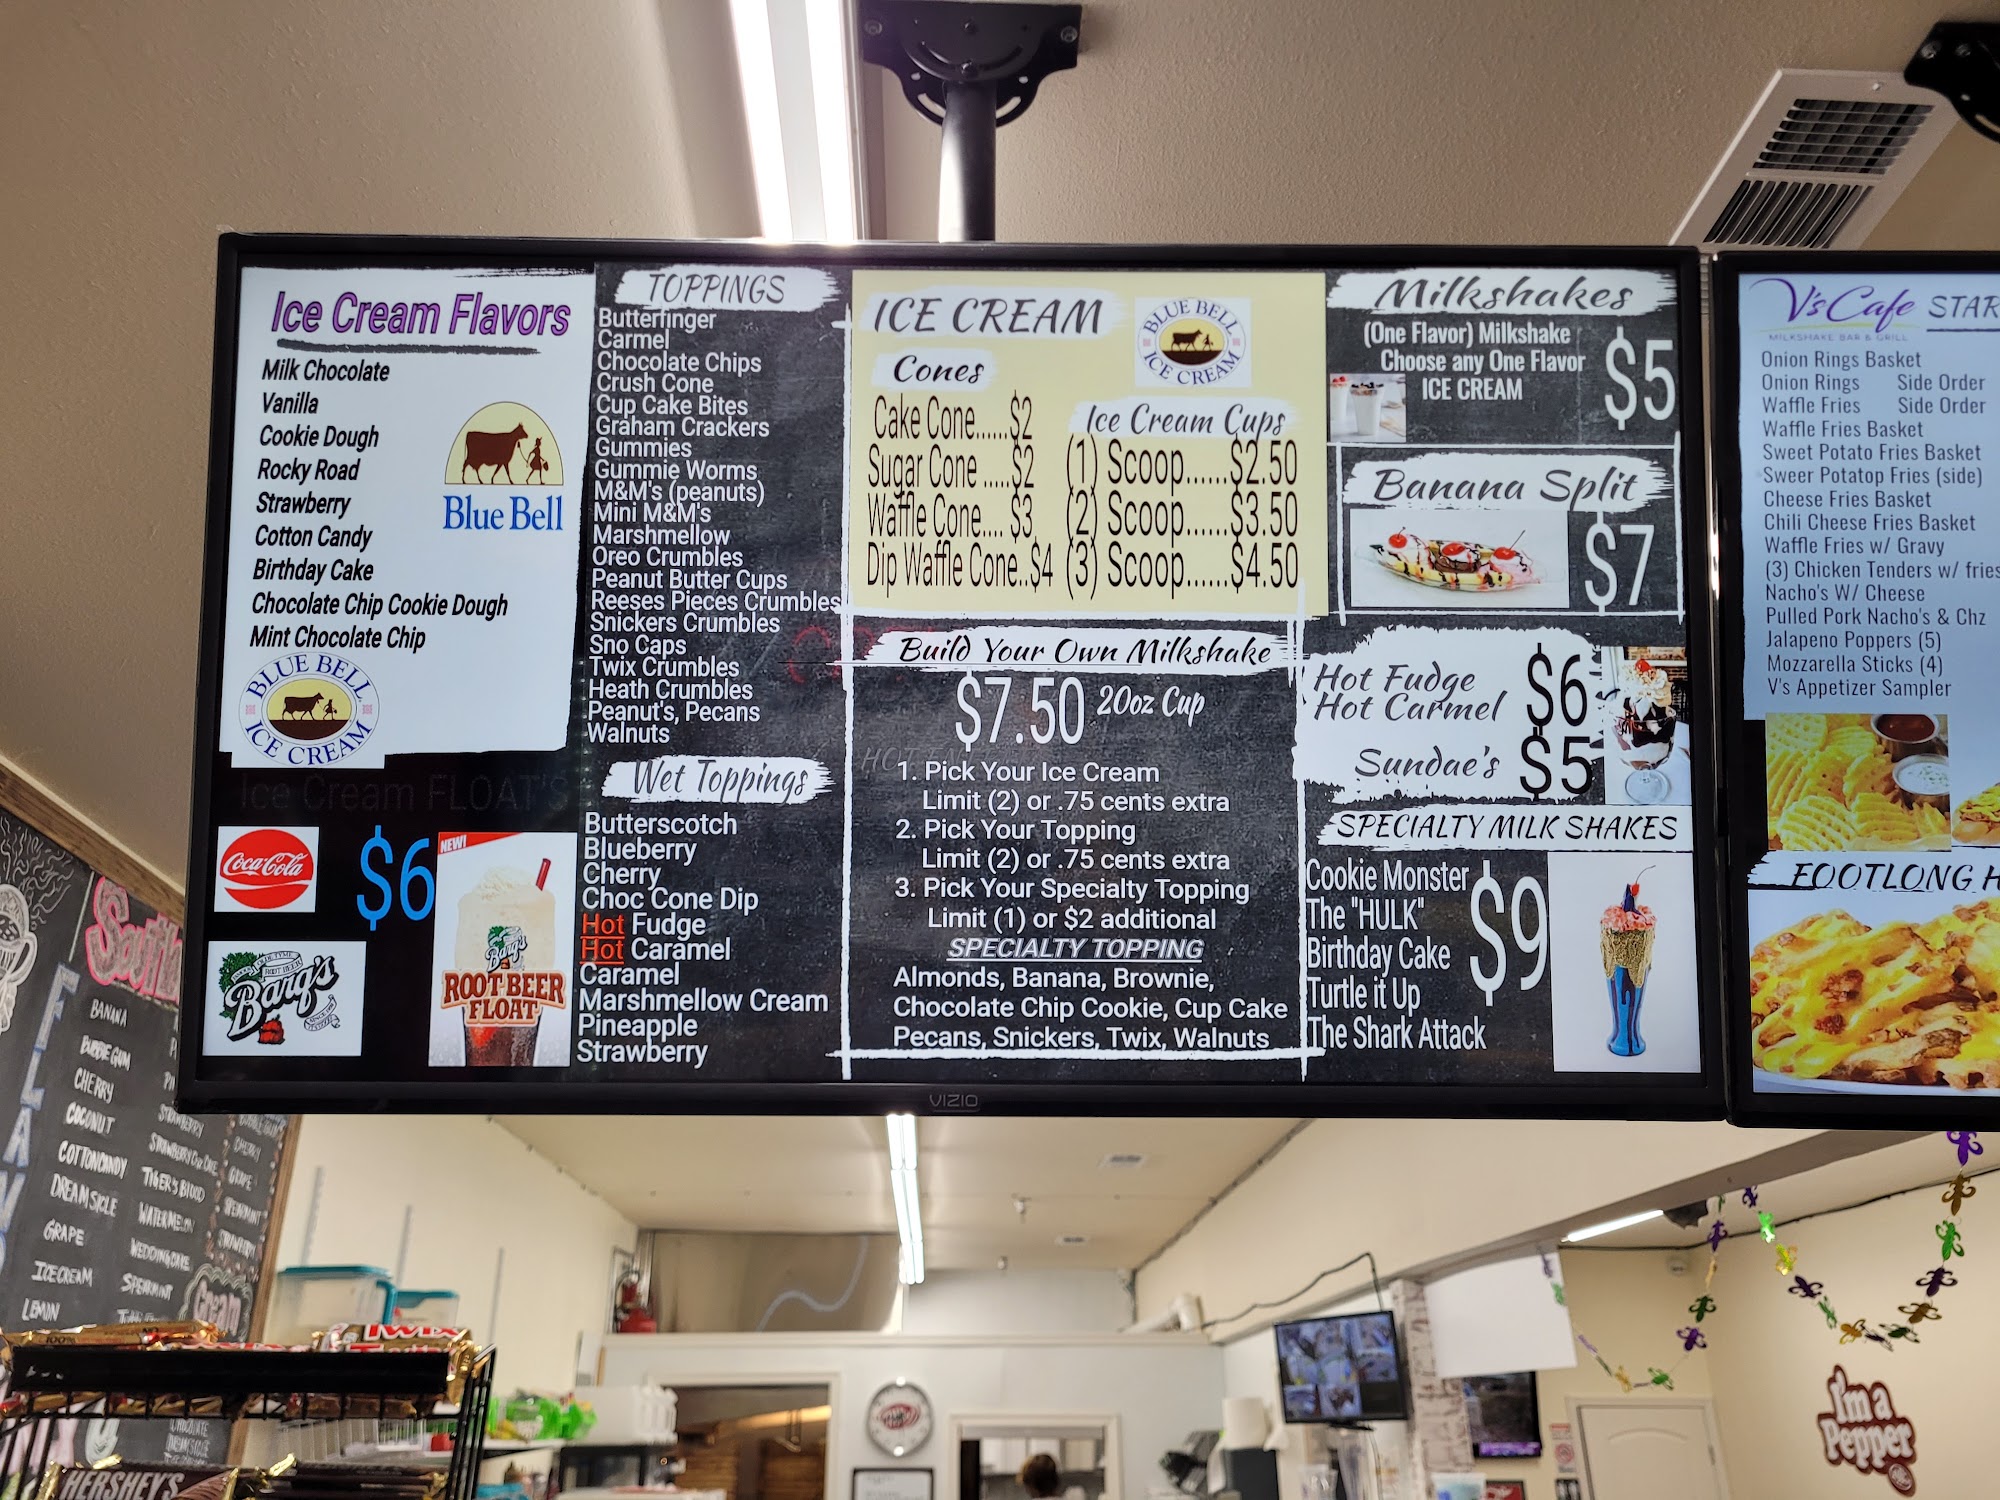 Ice Cream Flavors
Milk Chocolate
Vanilla
Cookie Dough
Rocky Road
Strawberry
Cotton Candy
Birthday Cake
Chocolate Chip Cookie Dough
Mint Chocolate Chip
Blue Bell
BLUE BELL
ICE CREAM
Ice Cream FLOAT'S
Coca-Cola
$6
NEW!
Barq's
Barq's
ROOT BEER
FLOAT
TOPPINGS
Butterfinger
Carmel
Chocolate Chips
Crush Cone
Cup Cake Bites
Graham Crackers
Gummies
Gummie Worms
M&M's (peanuts)
Mini M&M's
Marshmellow
Oreo Crumbles
Peanut Butter Cups
Reeses Pieces Crumbles
Snickers Crumbles
Sno Caps
Twix Crumbles
Heath Crumbles
Peanut's, Pecans
Walnuts
Wet Toppings
Butterscotch
Blueberry
Cherry
Choc Cone Dip
Hot Fudge
Hot Caramel
Caramel
Marshmellow Cream
Pineapple
Strawberry
ICE CREAM
BLUE BELL
ICE CREAM
Cones
Cake Cone......$2
Sugar Cone .....$2
Waffle Cone.... $3
Dip Waffle Cone..$4
Ice Cream Cups
(1) Scoop......$2.50
(2) Scoop......$3.50
(3) Scoop......$4.50
Build Your Own Milkshake
$7.50 20oz Cup
1. Pick Your Ice Cream
Limit (2) or .75 cents extra
2. Pick Your Topping
Limit (2) or .75 cents extra
3. Pick Your Specialty Topping
Limit (1) or $2 additional
SPECIALTY TOPPING
Almonds, Banana, Brownie,
Chocolate Chip Cookie, Cup Cake
Pecans, Snickers, Twix, Walnuts
Milkshakes
(One Flavor) Milkshake
Choose any One Flavor
ICE CREAM
$5
Banana Split
$7
Hot Fudge
Hot Carmel
$6
Sundae's $5
SPECIALTY MILK SHAKES
Cookie Monster
The "HULK"
Birthday Cake
Turtle it Up
The Shark Attack
$9
VIZIO
V's Cafe
MILKSHAKE BAR & GRILL
STAR
Onion Rings Basket
Onion Rings Side Order
Waffle Fries Side Order
Waffle Fries Basket
Sweet Potato Fries Basket
Sweer Potatop Fries (side)
Cheese Fries Basket
Chili Cheese Fries Basket
Waffle Fries w/ Gravy
(3) Chicken Tenders w/ fries
Nacho's W/ Cheese
Pulled Pork Nacho's & Chz
Jalapeno Poppers (5)
Mozzarella Sticks (4)
V's Appetizer Sampler
FOOTLONG H
BANANA
BUBBLE GUM
CHERRY
COCONUT
COTTONCANDY
DREAMSICLE
GRAPE
ICECREAM
LEMON
STRAWBERRY
TIGER'S BLOOD
WATERMELON
WEDDINGCAKE
SPEARMINT
GRAPE
SPEARMINT
STRAWBERRY
Cream
TWIX
HERSHEY'S
I'm a
Pepper